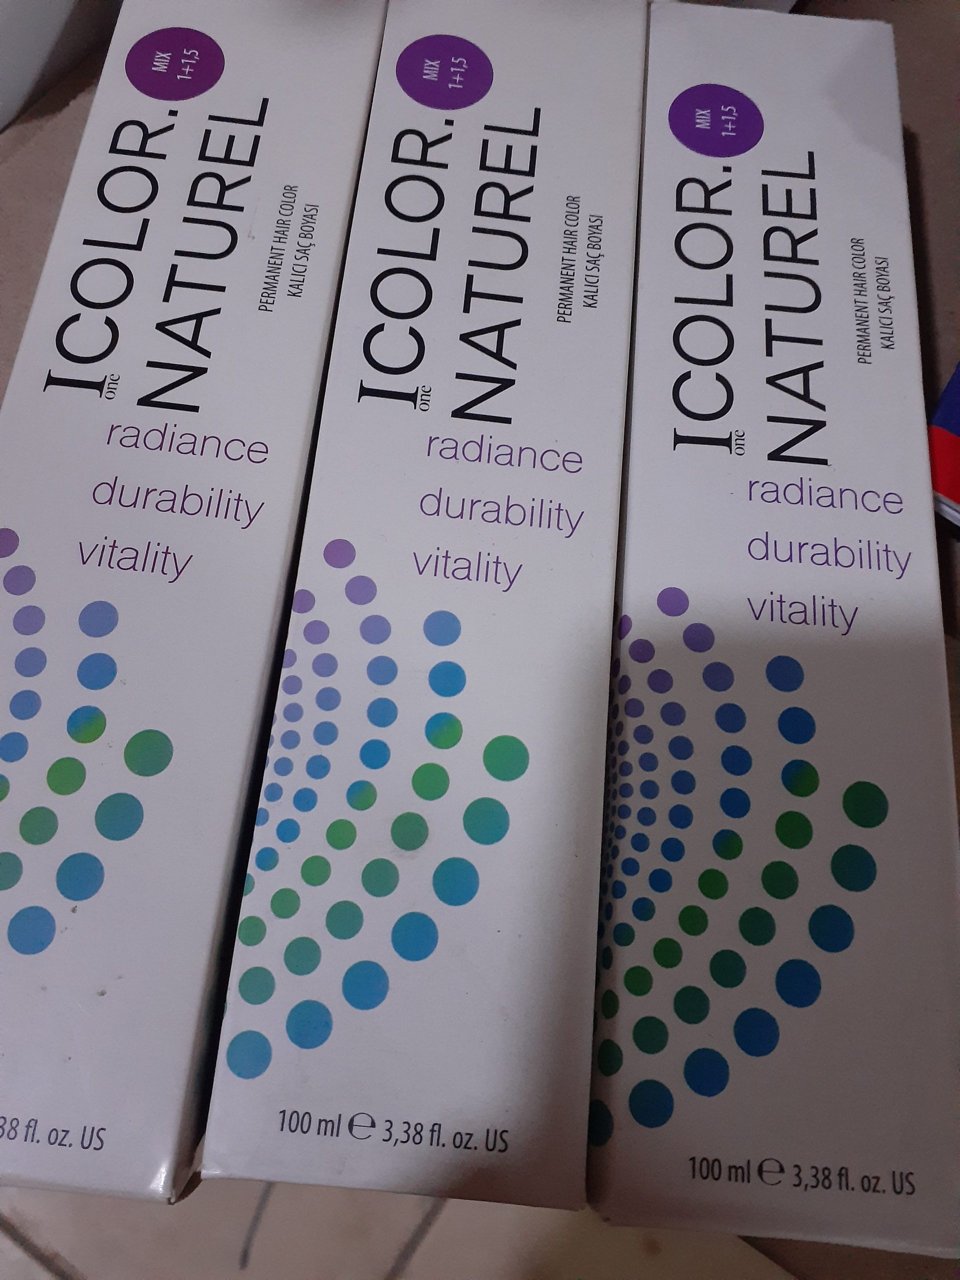 MIX
1+1,5
ICOLOR.
one
NATUREL
PERMANENT HAIR COLOR
KALICI SAÇ BOYASI
radiance
durability
vitality
38 fl. oz. US
MIX
1+1,5
ICOLOR.
one
NATUREL
PERMANENT HAIR COLOR
KALICI SAÇ BOYASI
radiance
durability
vitality
100 ml ℮ 3,38 fl. oz. US
MIX
1+1,5
ICOLOR.
one
NATUREL
PERMANENT HAIR COLOR
KALICI SAÇ BOYASI
radiance
durability
vitality
100 ml ℮ 3,38 fl. oz. US